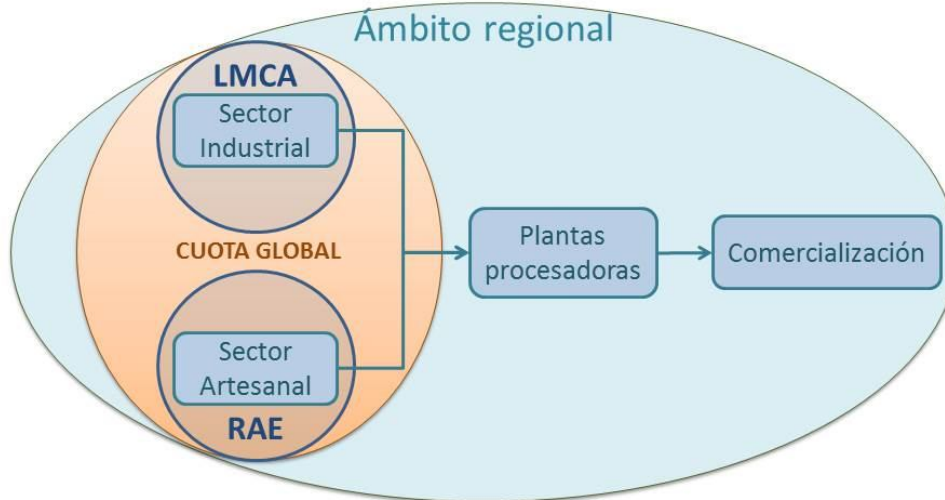 Ámbito regional
LMCA
Sector
Industrial
CUOTA GLOBAL
Plantas
procesadoras
Comercialización
Sector
Artesanal
RAE